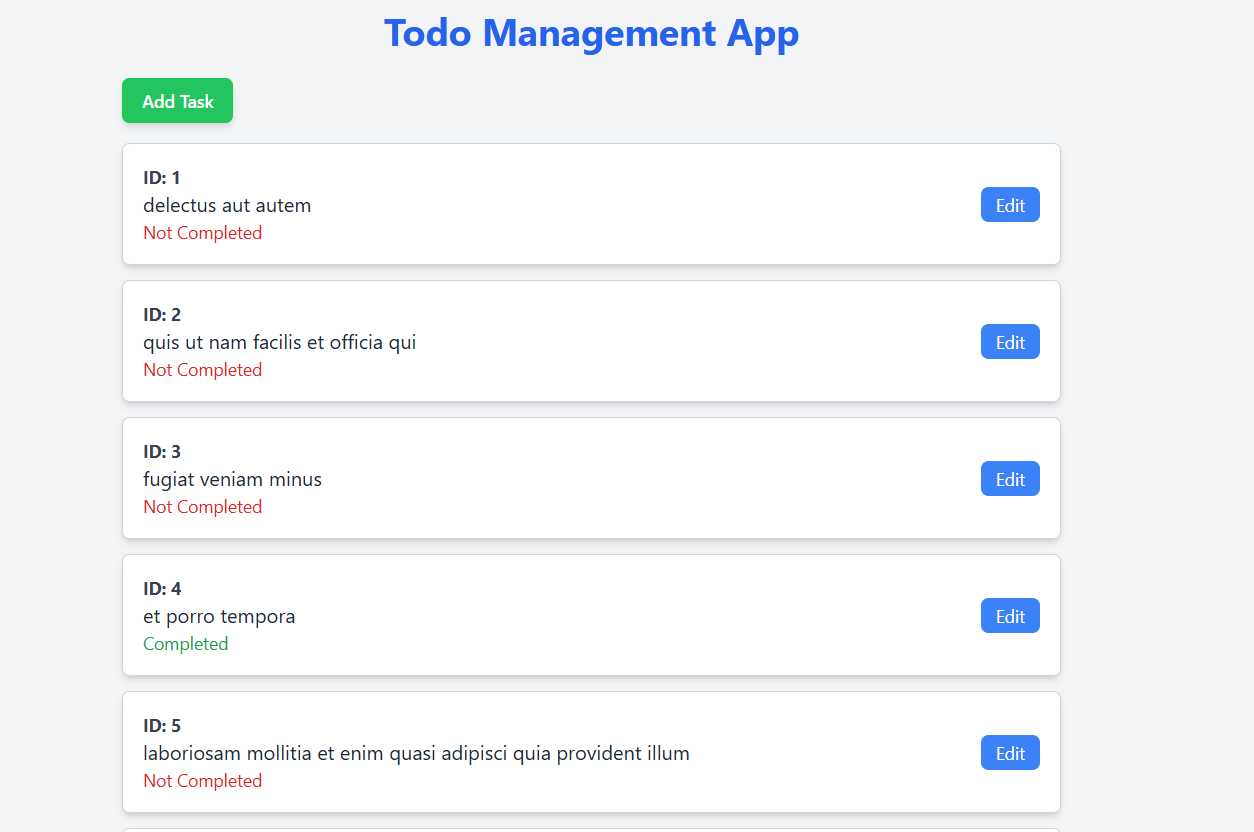 Todo Management App
Add Task
ID: 1
delectus aut autem
Not Completed
Edit
ID: 2
quis ut nam facilis et officia qui
Not Completed
Edit
ID: 3
fugiat veniam minus
Not Completed
Edit
ID: 4
et porro tempora
Completed
Edit
ID: 5
laboriosam mollitia et enim quasi adipisci quia provident illum
Not Completed
Edit